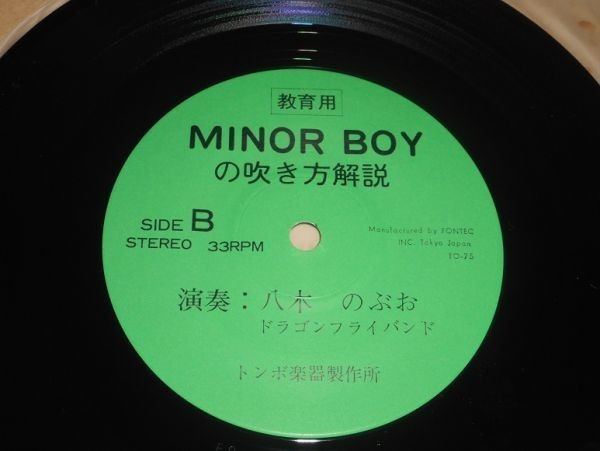 教育用
MINOR BOY
の吹き方解説
SIDE B
STEREO 33RPM
Manufactured by FONTEC
INC. Tokyo Japan.
TO-75
演奏：八木 のぶお
ドラゴンフライバンド
トンボ楽器製作所